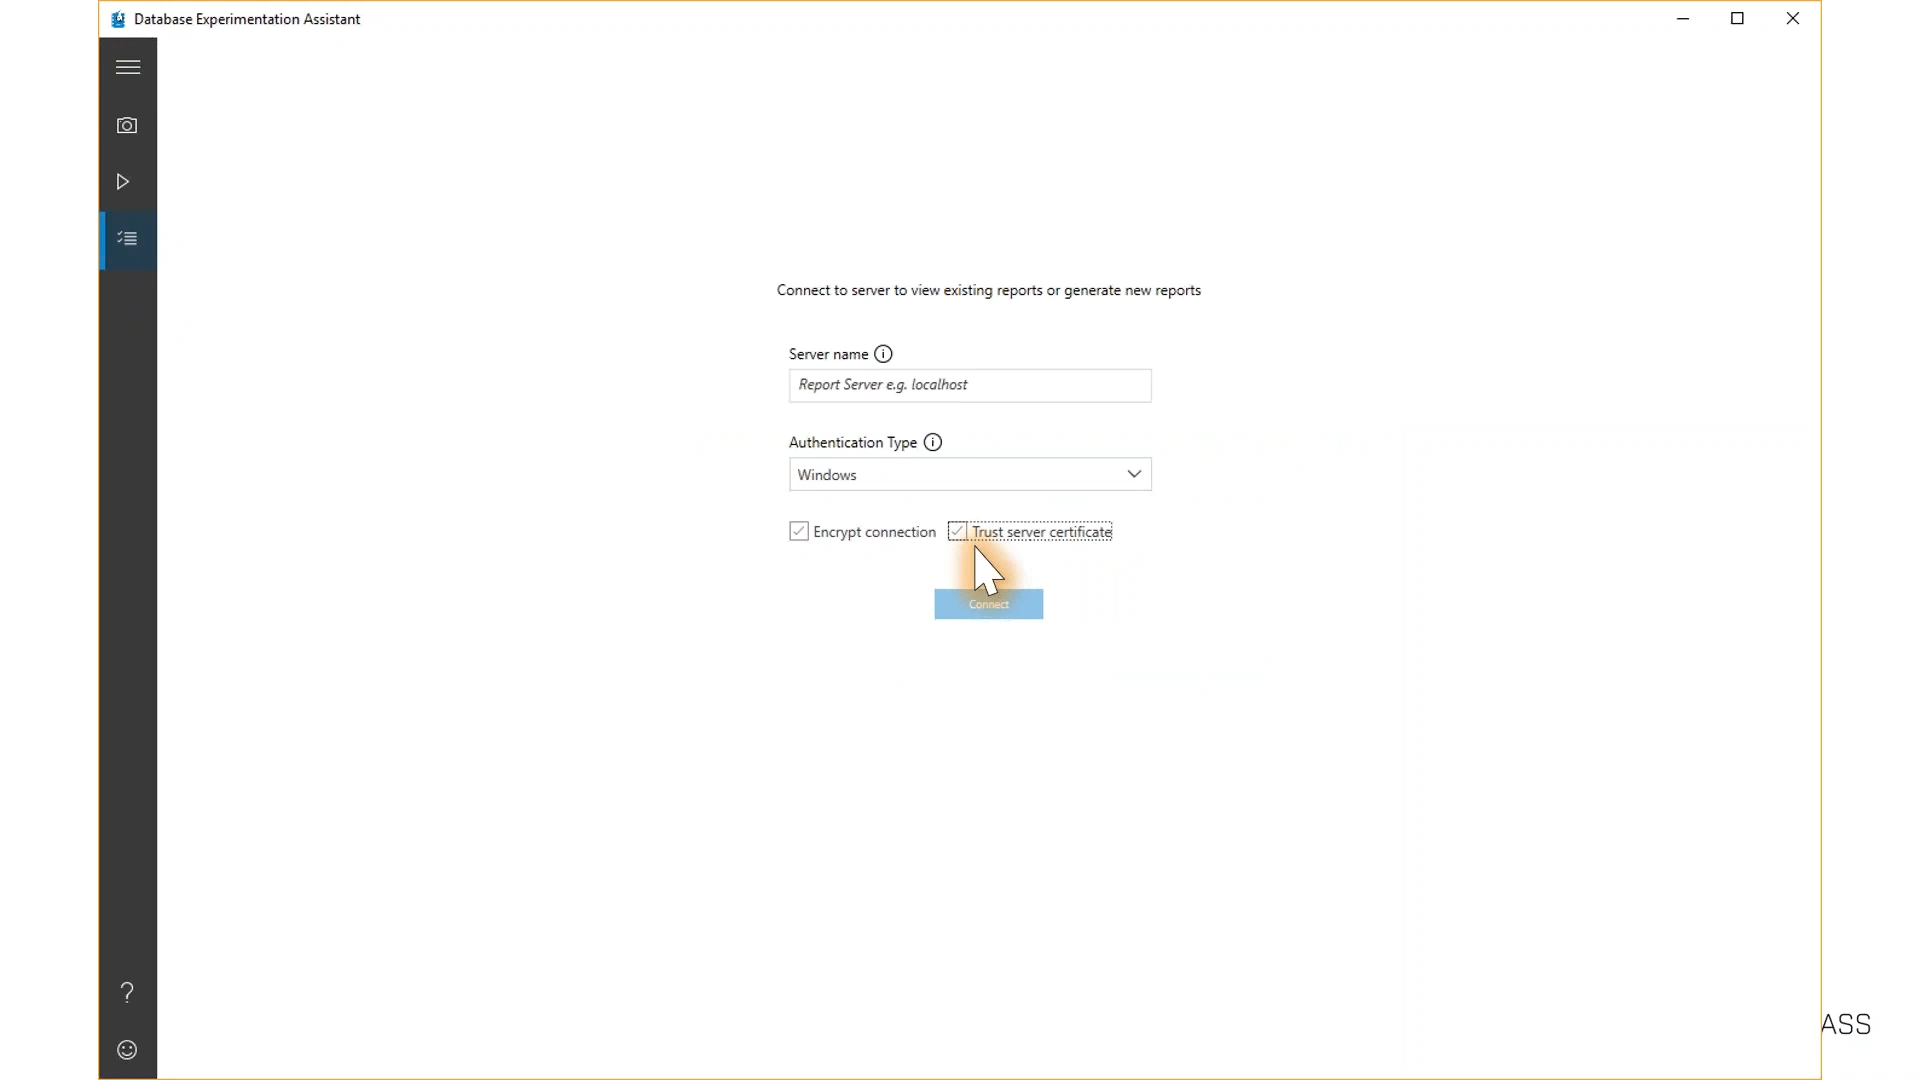 Database Experimentation Assistant
Connect to server to view existing reports or generate new reports
Server name
Report Server e.g. localhost
Authentication Type
Windows
Encrypt connection
Trust server certificate
Connect
ASS